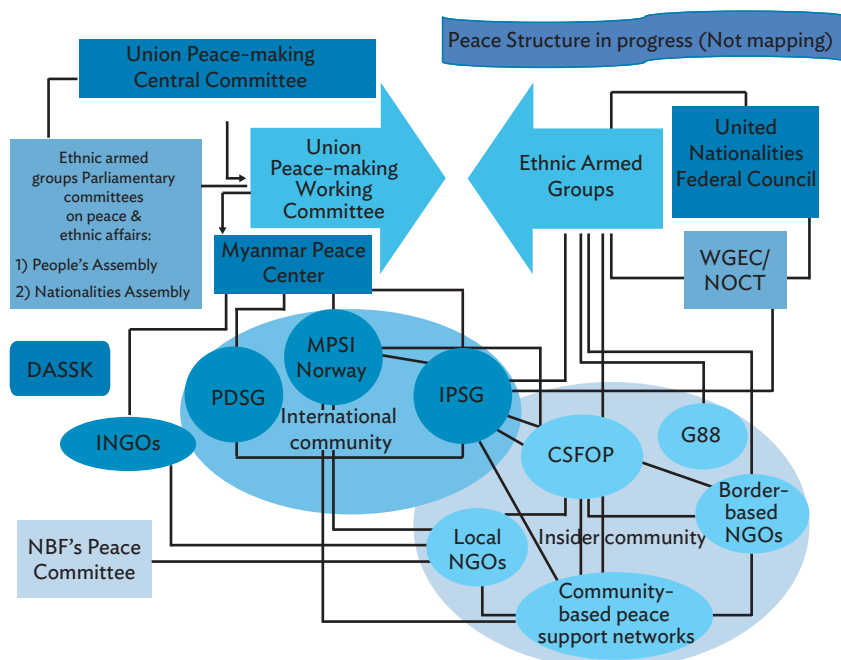 Peace Structure in progress (Not mapping)
Union Peace-making
Central Committee
Ethnic armed
groups Parliamentary
committees
on peace &
ethnic affairs:
1) People's Assembly
2) Nationalities Assembly
Union
Peace-making
Working
Committee
Ethnic Armed
Groups
United
Nationalities
Federal Council
Myanmar Peace
Center
WGEC/
NOCT
DASSK
PDSG
MPSI
Norway
IPSG
International
community
INGOs
CSFOP
G88
Border-
based
NGOs
Insider community
Local
NGOs
NBF's Peace
Committee
Community-
based peace
support networks